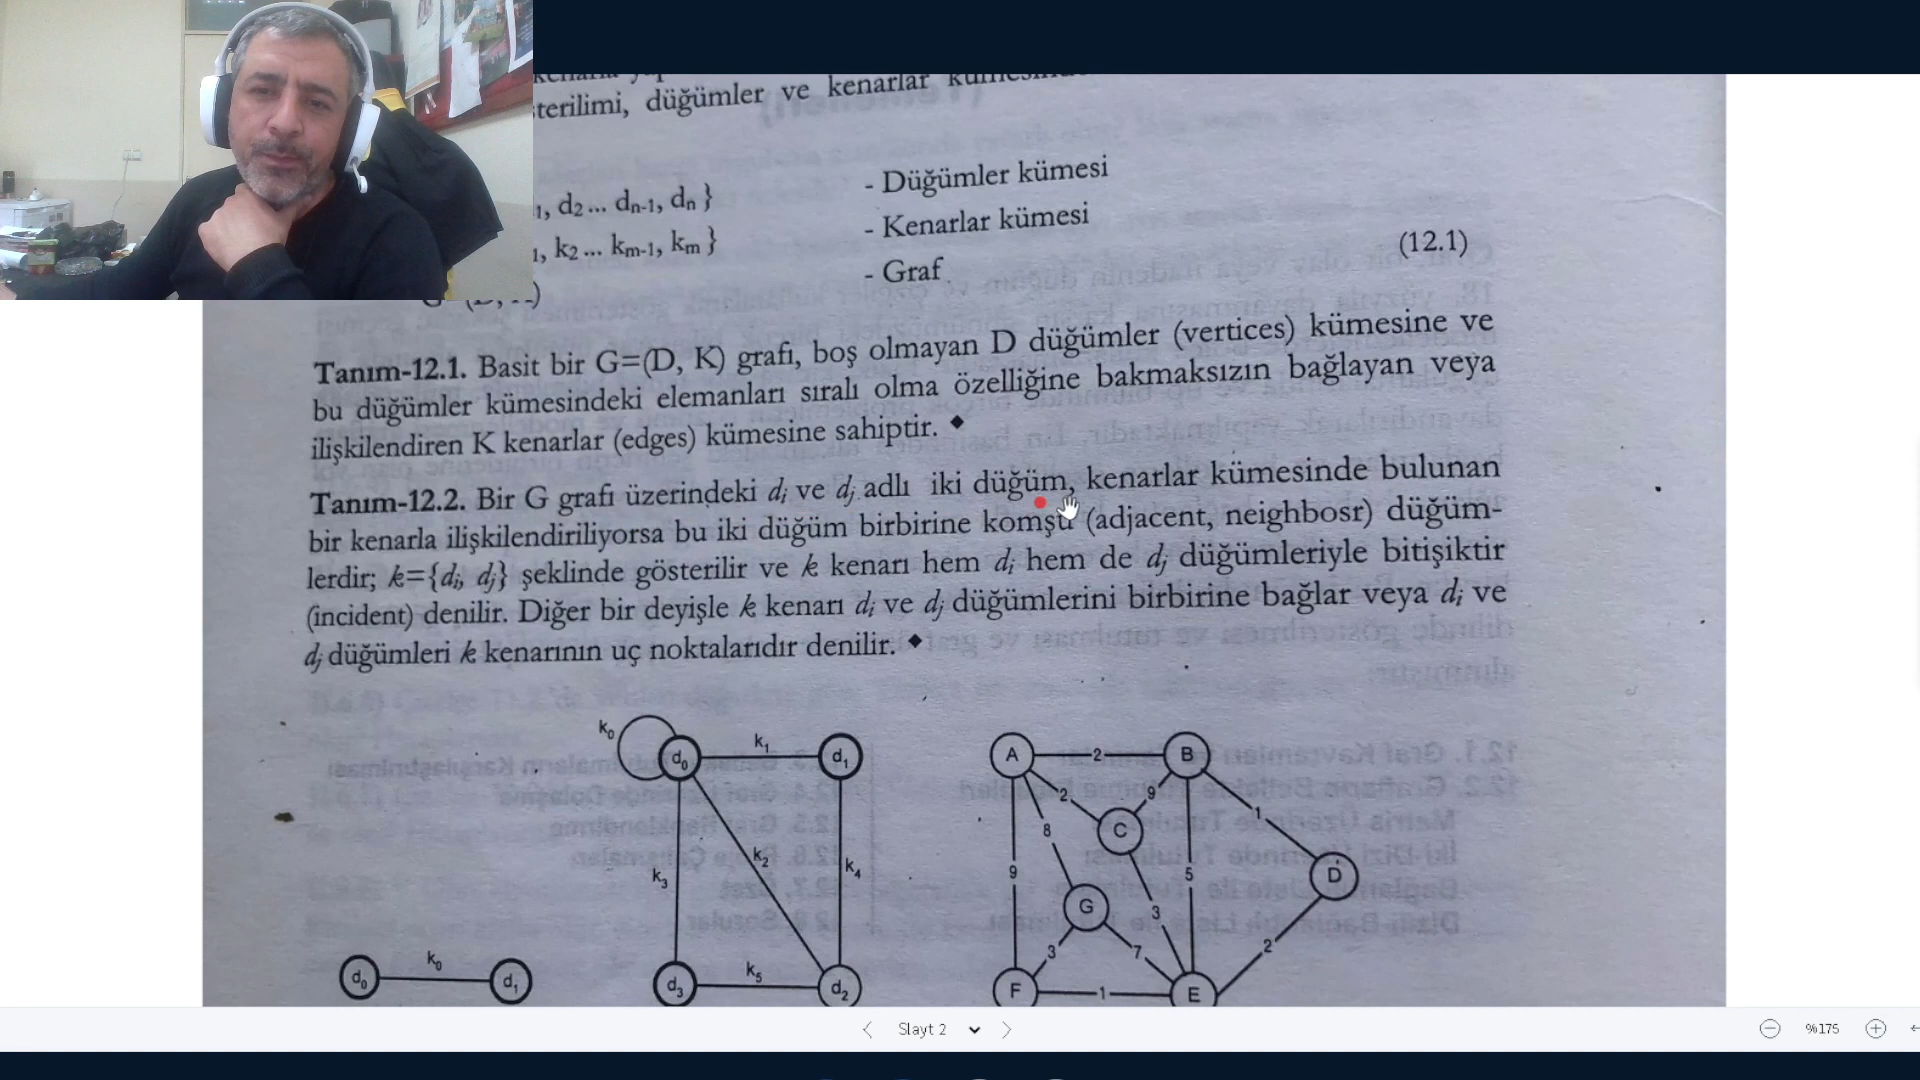 sterilimi, düğümler ve kenarlar
1, d2 ... dn-1, dn }
- Düğümler kümesi
1, k2 ... km-1, km }
- Kenarlar kümesi
- Graf
(12.1)
Tanım-12.1. Basit bir G=(D, K) grafı, boş olmayan D düğümler (vertices) kümesine ve
bu düğümler kümesindeki elemanları sıralı olma özelliğine bakmaksızın bağlayan veya
ilişkilendiren K kenarlar (edges) kümesine sahiptir. ◆
Tanım-12.2. Bir G grafı üzerindeki di ve dj adlı iki düğüm, kenarlar kümesinde bulunan
bir kenarla ilişkilendiriliyorsa bu iki düğüm birbirine komşu (adjacent, neighbosr) düğüm-
lerdir; k={di, dj} şeklinde gösterilir ve k kenarı hem di hem de dj düğümleriyle bitişiktir
(incident) denilir. Diğer bir deyişle k kenarı di ve dj düğümlerini birbirine bağlar veya di ve
dj düğümleri k kenarının uç noktalarıdır denilir. ◆
k0
d0
d1
k0
d0
k1
d1
k2
k3
k4
d3
k5
d2
A
2
B
2
9
8
C
1
9
5
D
G
3
3
7
2
F
1
E
Slayt 2
%175